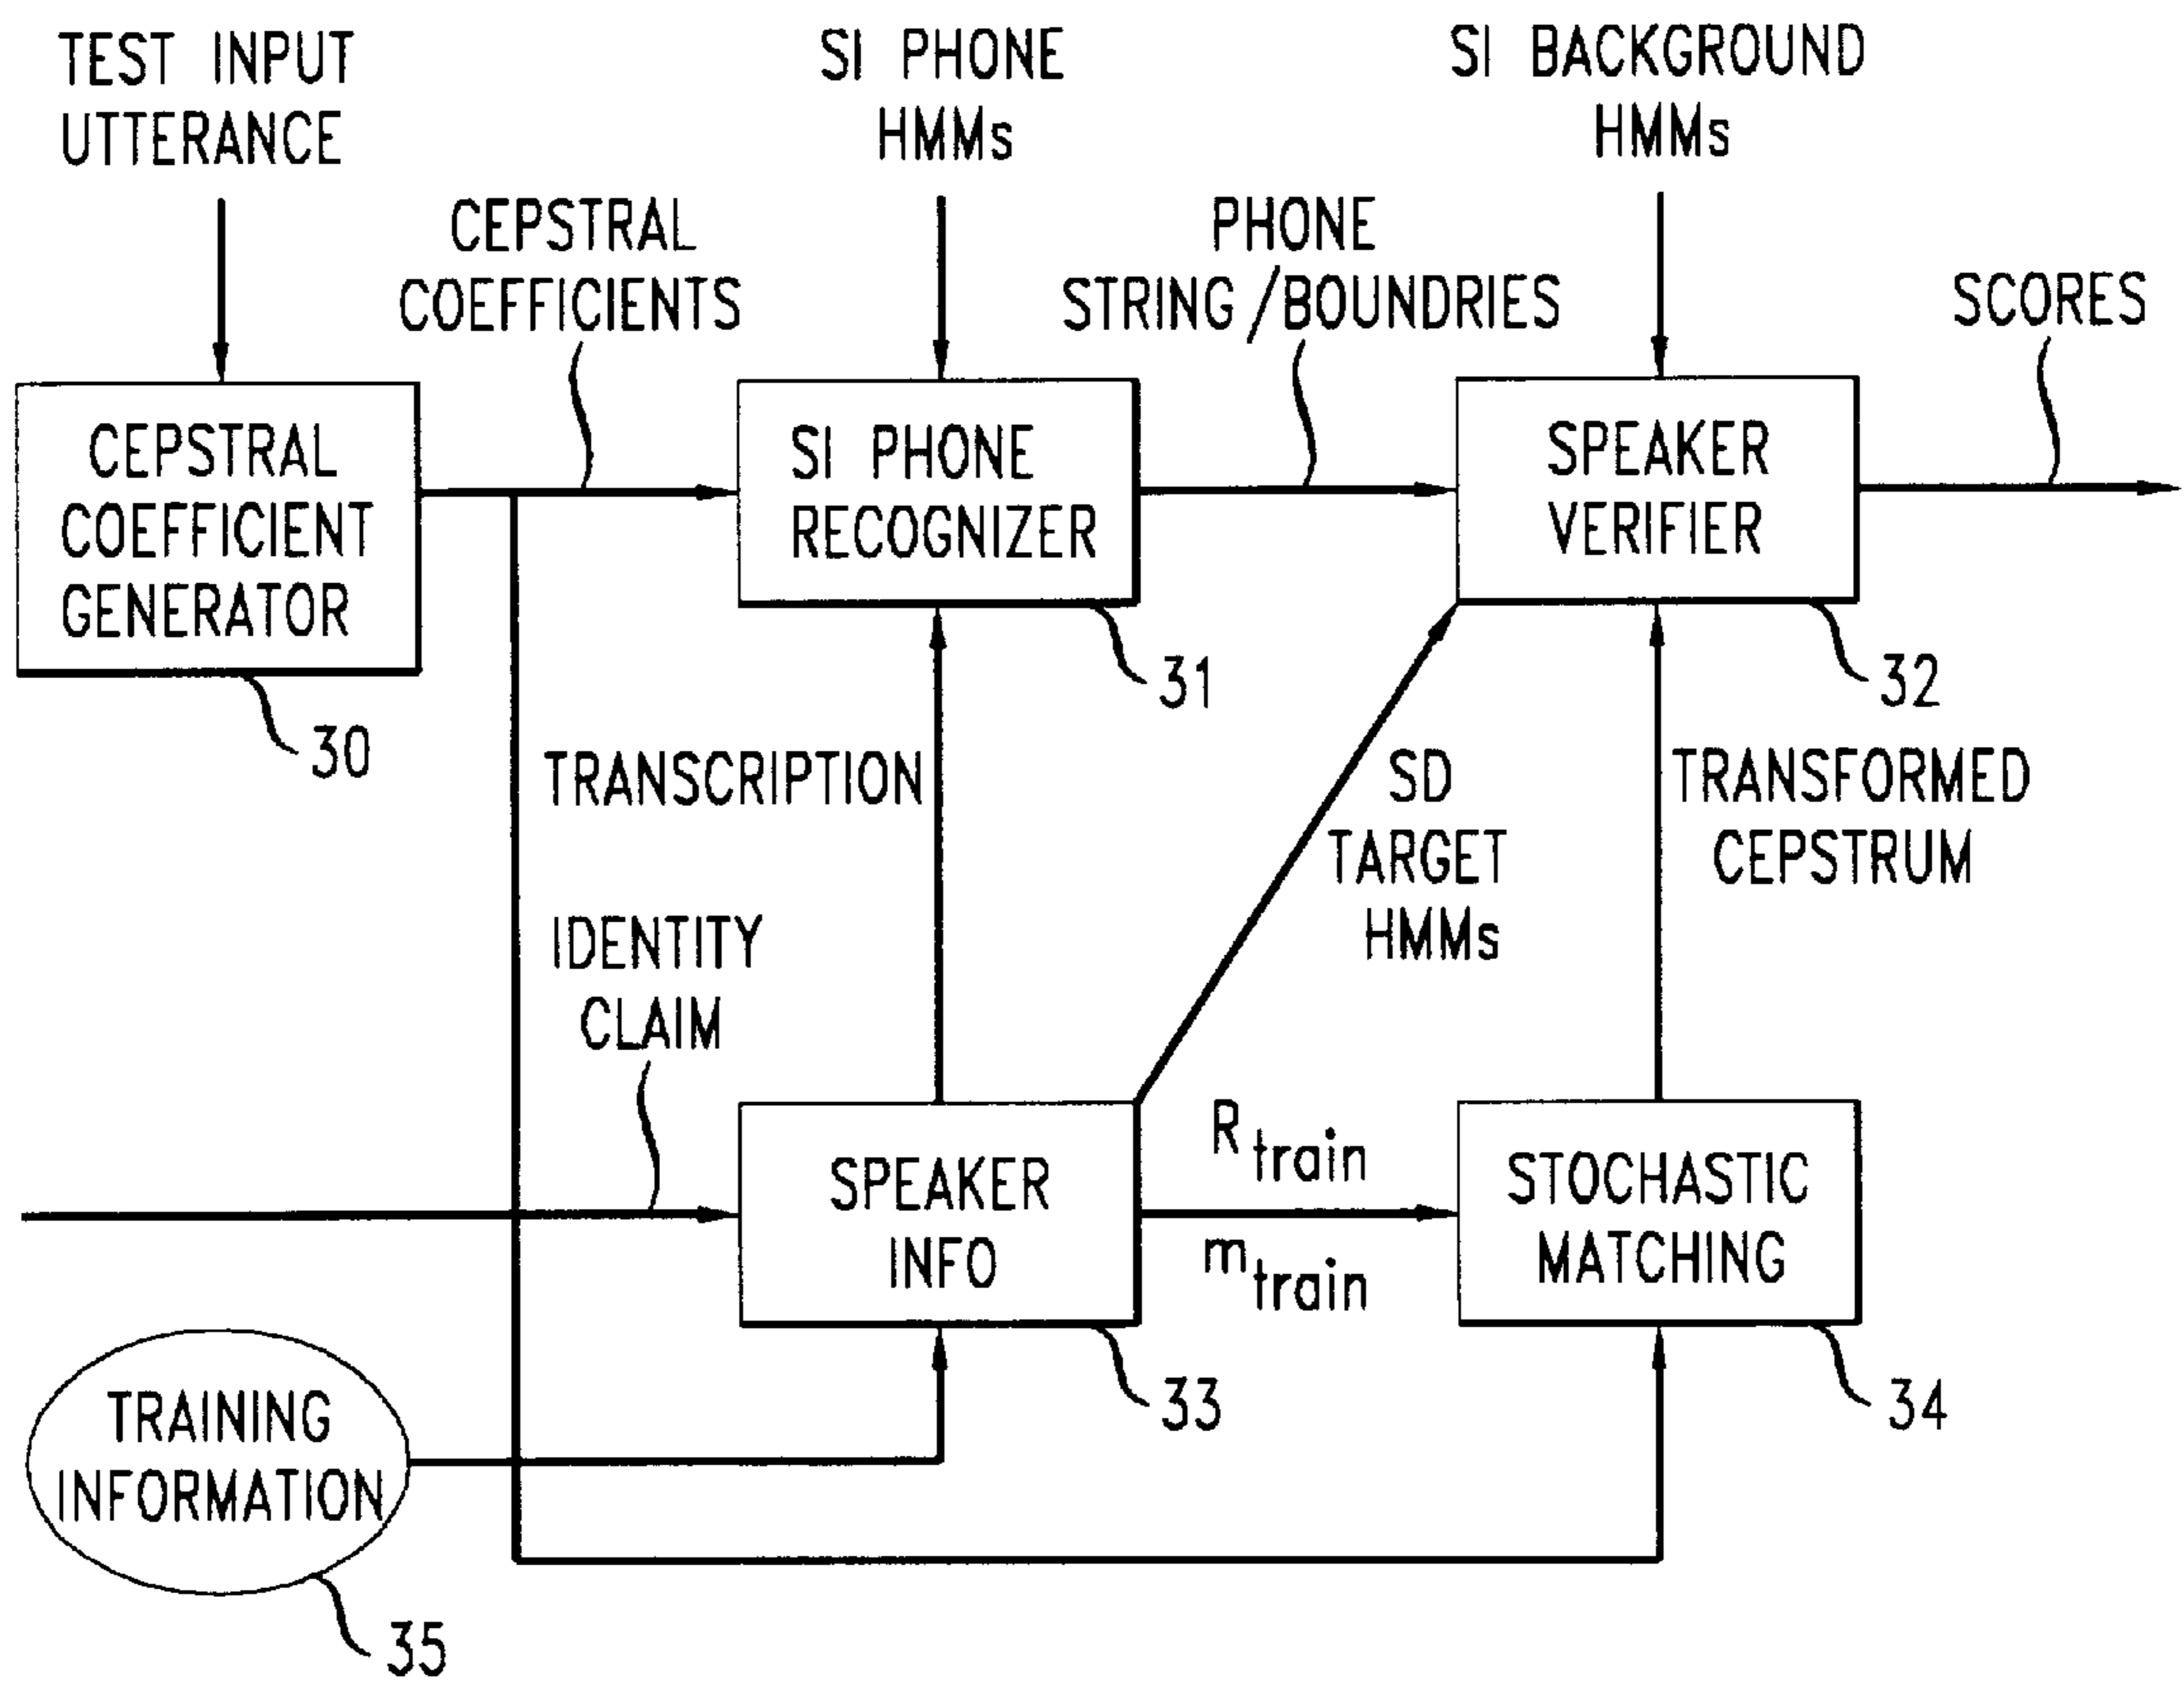 TEST INPUT
UTTERANCE
SI PHONE
HMMs
SI BACKGROUND
HMMs
CEPSTRAL
COEFFICIENTS
PHONE
STRING/BOUNDRIES
SCORES
CEPSTRAL
COEFFICIENT
GENERATOR
30
SI PHONE
RECOGNIZER
31
SPEAKER
VERIFIER
32
TRANSCRIPTION
SD
TARGET
HMMs
TRANSFORMED
CEPSTRUM
IDENTITY
CLAIM
SPEAKER
INFO
33
R train
m train
STOCHASTIC
MATCHING
34
TRAINING
INFORMATION
35